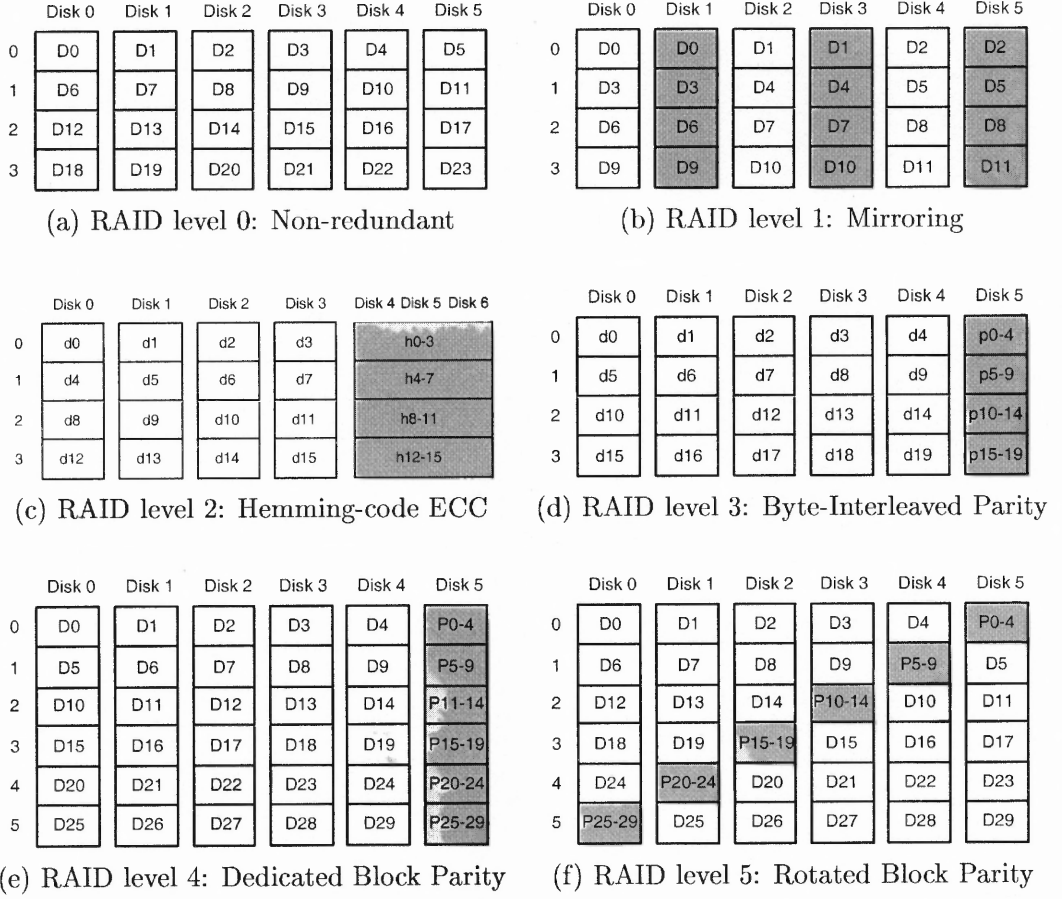 Disk 0 Disk 1 Disk 2 Disk 3 Disk 4 Disk 5
0 D0 D1 D2 D3 D4 D5
1 D6 D7 D8 D9 D10 D11
2 D12 D13 D14 D15 D16 D17
3 D18 D19 D20 D21 D22 D23
(a) RAID level 0: Non-redundant
Disk 0 Disk 1 Disk 2 Disk 3 Disk 4 Disk 5
0 D0 D0 D1 D1 D2 D2
1 D3 D3 D4 D4 D5 D5
2 D6 D6 D7 D7 D8 D8
3 D9 D9 D10 D10 D11 D11
(b) RAID level 1: Mirroring
Disk 0 Disk 1 Disk 2 Disk 3 Disk 4 Disk 5 Disk 6
0 d0 d1 d2 d3 h0-3
1 d4 d5 d6 d7 h4-7
2 d8 d9 d10 d11 h8-11
3 d12 d13 d14 d15 h12-15
(c) RAID level 2: Hemming-code ECC
Disk 0 Disk 1 Disk 2 Disk 3 Disk 4 Disk 5
0 d0 d1 d2 d3 d4 p0-4
1 d5 d6 d7 d8 d9 p5-9
2 d10 d11 d12 d13 d14 p10-14
3 d15 d16 d17 d18 d19 p15-19
(d) RAID level 3: Byte-Interleaved Parity
Disk 0 Disk 1 Disk 2 Disk 3 Disk 4 Disk 5
0 D0 D1 D2 D3 D4 P0-4
1 D5 D6 D7 D8 D9 P5-9
2 D10 D11 D12 D13 D14 P11-14
3 D15 D16 D17 D18 D19 P15-19
4 D20 D21 D22 D23 D24 P20-24
5 D25 D26 D27 D28 D29 P25-29
(e) RAID level 4: Dedicated Block Parity
Disk 0 Disk 1 Disk 2 Disk 3 Disk 4 Disk 5
0 D0 D1 D2 D3 D4 P0-4
1 D6 D7 D8 D9 P5-9 D5
2 D12 D13 D14 P10-14 D10 D11
3 D18 D19 P15-19 D15 D16 D17
4 D24 P20-24 D20 D21 D22 D23
5 P25-29 D25 D26 D27 D28 D29
(f) RAID level 5: Rotated Block Parity